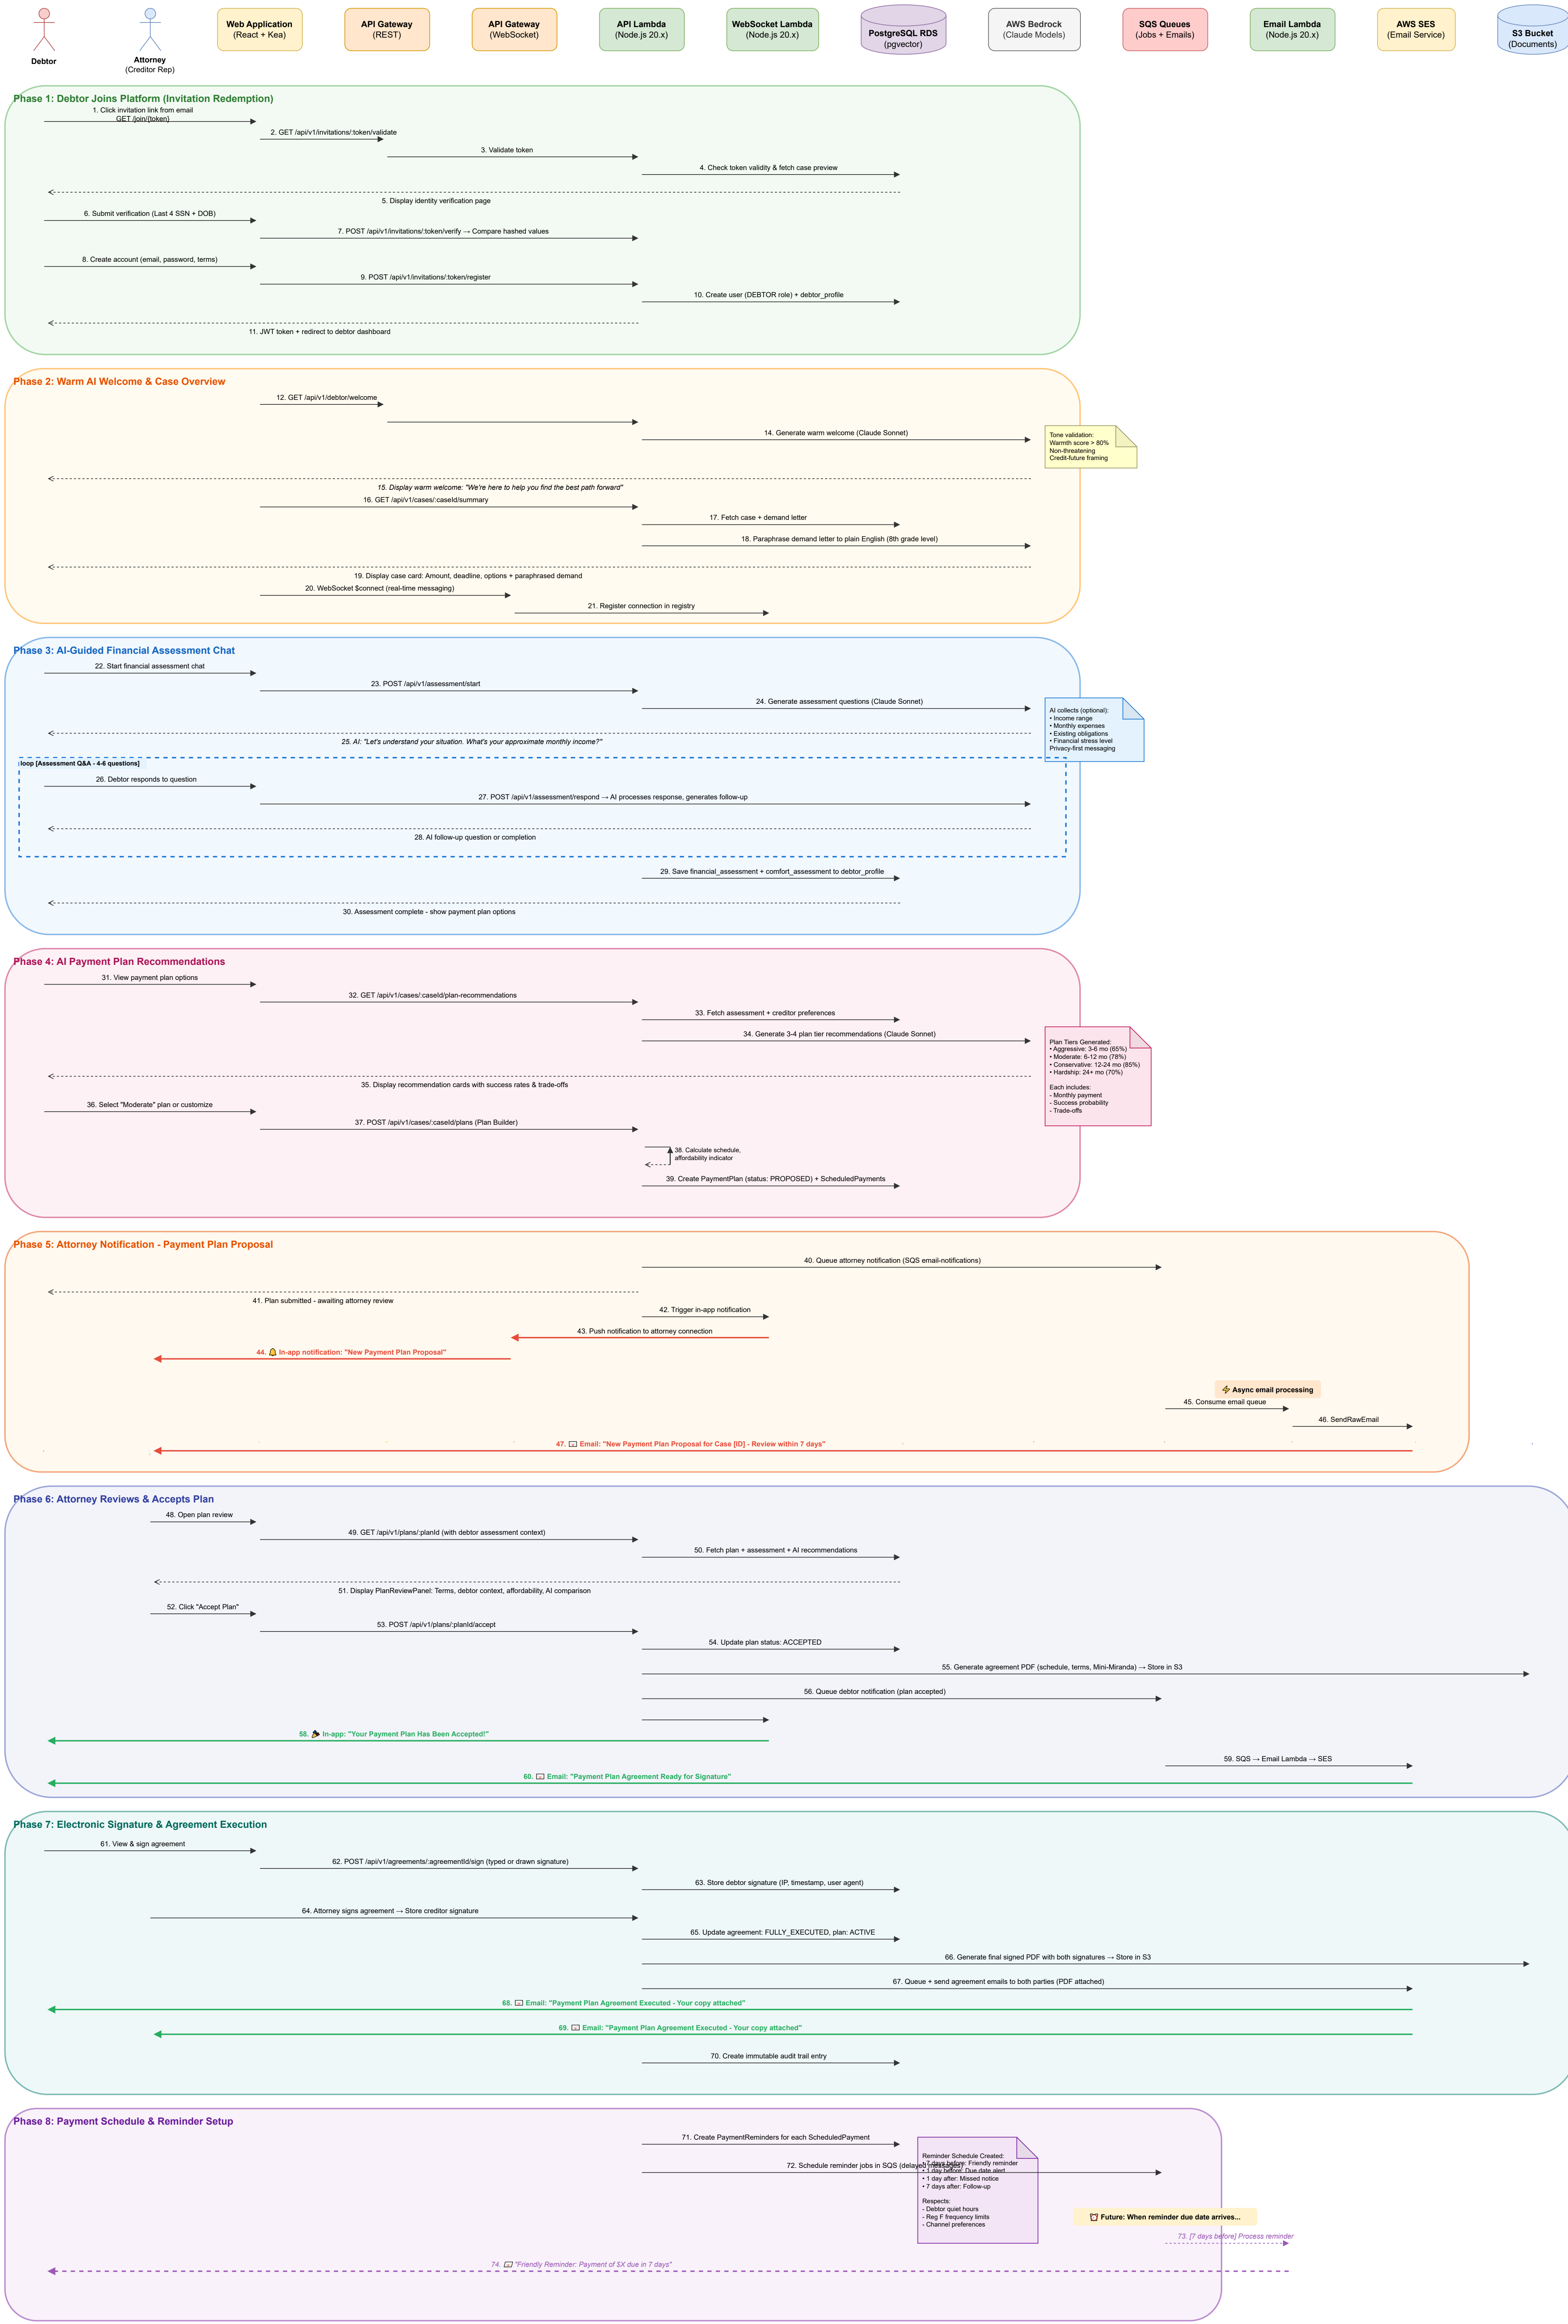 Debtor
Attorney
(Creditor Rep)
Web Application
(React + Kea)
API Gateway
(REST)
API Gateway
(WebSocket)
API Lambda
(Node.js 20.x)
WebSocket Lambda
(Node.js 20.x)
PostgreSQL RDS
(pgvector)
AWS Bedrock
(Claude Models)
SQS Queues
(Jobs + Emails)
Email Lambda
(Node.js 20.x)
AWS SES
(Email Service)
S3 Bucket
(Documents)
Phase 1: Debtor Joins Platform (Invitation Redemption)
1. Click invitation link from email
GET /join/{token}
2. GET /api/v1/invitations/:token/validate
3. Validate token
4. Check token validity & fetch case preview
5. Display identity verification page
6. Submit verification (Last 4 SSN + DOB)
7. POST /api/v1/invitations/:token/verify → Compare hashed values
8. Create account (email, password, terms)
9. POST /api/v1/invitations/:token/register
10. Create user (DEBTOR role) + debtor_profile
11. JWT token + redirect to debtor dashboard
Phase 2: Warm AI Welcome & Case Overview
12. GET /api/v1/debtor/welcome
14. Generate warm welcome (Claude Sonnet)
Tone validation:
Warmth score > 80%
Non-threatening
Credit-future framing
15. Display warm welcome: "We're here to help you find the best path forward"
16. GET /api/v1/cases/:caseId/summary
17. Fetch case + demand letter
18. Paraphrase demand letter to plain English (8th grade level)
19. Display case card: Amount, deadline, options + paraphrased demand
20. WebSocket $connect (real-time messaging)
21. Register connection in registry
Phase 3: AI-Guided Financial Assessment Chat
22. Start financial assessment chat
23. POST /api/v1/assessment/start
24. Generate assessment questions (Claude Sonnet)
AI collects (optional):
• Income range
• Monthly expenses
• Existing obligations
• Financial stress level
Privacy-first messaging
25. AI: "Let's understand your situation. What's your approximate monthly income?"
loop [Assessment Q&A - 4-6 questions]
26. Debtor responds to question
27. POST /api/v1/assessment/respond → AI processes response, generates follow-up
28. AI follow-up question or completion
29. Save financial_assessment + comfort_assessment to debtor_profile
30. Assessment complete - show payment plan options
Phase 4: AI Payment Plan Recommendations
31. View payment plan options
32. GET /api/v1/cases/:caseId/plan-recommendations
33. Fetch assessment + creditor preferences
34. Generate 3-4 plan tier recommendations (Claude Sonnet)
Plan Tiers Generated:
• Aggressive: 3-6 mo (65%)
• Moderate: 6-12 mo (78%)
• Conservative: 12-24 mo (85%)
• Hardship: 24+ mo (70%)
Each includes:
- Monthly payment
- Success probability
- Trade-offs
35. Display recommendation cards with success rates & trade-offs
36. Select "Moderate" plan or customize
37. POST /api/v1/cases/:caseId/plans (Plan Builder)
38. Calculate schedule,
affordability indicator
39. Create PaymentPlan (status: PROPOSED) + ScheduledPayments
Phase 5: Attorney Notification - Payment Plan Proposal
40. Queue attorney notification (SQS email-notifications)
41. Plan submitted - awaiting attorney review
42. Trigger in-app notification
43. Push notification to attorney connection
44. 🔔 In-app notification: "New Payment Plan Proposal"
⚡ Async email processing
45. Consume email queue
46. SendRawEmail
47. 📧 Email: "New Payment Plan Proposal for Case [ID] - Review within 7 days"
Phase 6: Attorney Reviews & Accepts Plan
48. Open plan review
49. GET /api/v1/plans/:planId (with debtor assessment context)
50. Fetch plan + assessment + AI recommendations
51. Display PlanReviewPanel: Terms, debtor context, affordability, AI comparison
52. Click "Accept Plan"
53. POST /api/v1/plans/:planId/accept
54. Update plan status: ACCEPTED
55. Generate agreement PDF (schedule, terms, Mini-Miranda) → Store in S3
56. Queue debtor notification (plan accepted)
58. 🎉 In-app: "Your Payment Plan Has Been Accepted!"
59. SQS → Email Lambda → SES
60. 📧 Email: "Payment Plan Agreement Ready for Signature"
Phase 7: Electronic Signature & Agreement Execution
61. View & sign agreement
62. POST /api/v1/agreements/:agreementId/sign (typed or drawn signature)
63. Store debtor signature (IP, timestamp, user agent)
64. Attorney signs agreement → Store creditor signature
65. Update agreement: FULLY_EXECUTED, plan: ACTIVE
66. Generate final signed PDF with both signatures → Store in S3
67. Queue + send agreement emails to both parties (PDF attached)
68. 📧 Email: "Payment Plan Agreement Executed - Your copy attached"
69. 📧 Email: "Payment Plan Agreement Executed - Your copy attached"
70. Create immutable audit trail entry
Phase 8: Payment Schedule & Reminder Setup
71. Create PaymentReminders for each ScheduledPayment
72. Schedule reminder jobs in SQS (delayed messages)
Reminder Schedule Created:
• 7 days before: Friendly reminder
• 1 day before: Due date alert
• 1 day after: Missed notice
• 7 days after: Follow-up
Respects:
- Debtor quiet hours
- Reg F frequency limits
- Channel preferences
⏰ Future: When reminder due date arrives...
73. [7 days before] Process reminder
74. 📧 "Friendly Reminder: Payment of $X due in 7 days"